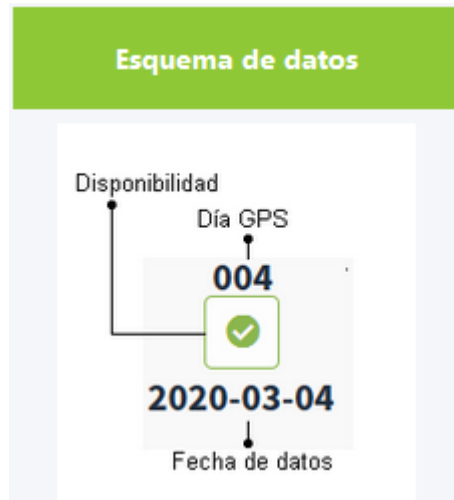 Esquema de datos
Disponibilidad
Día GPS
004
2020-03-04
Fecha de datos